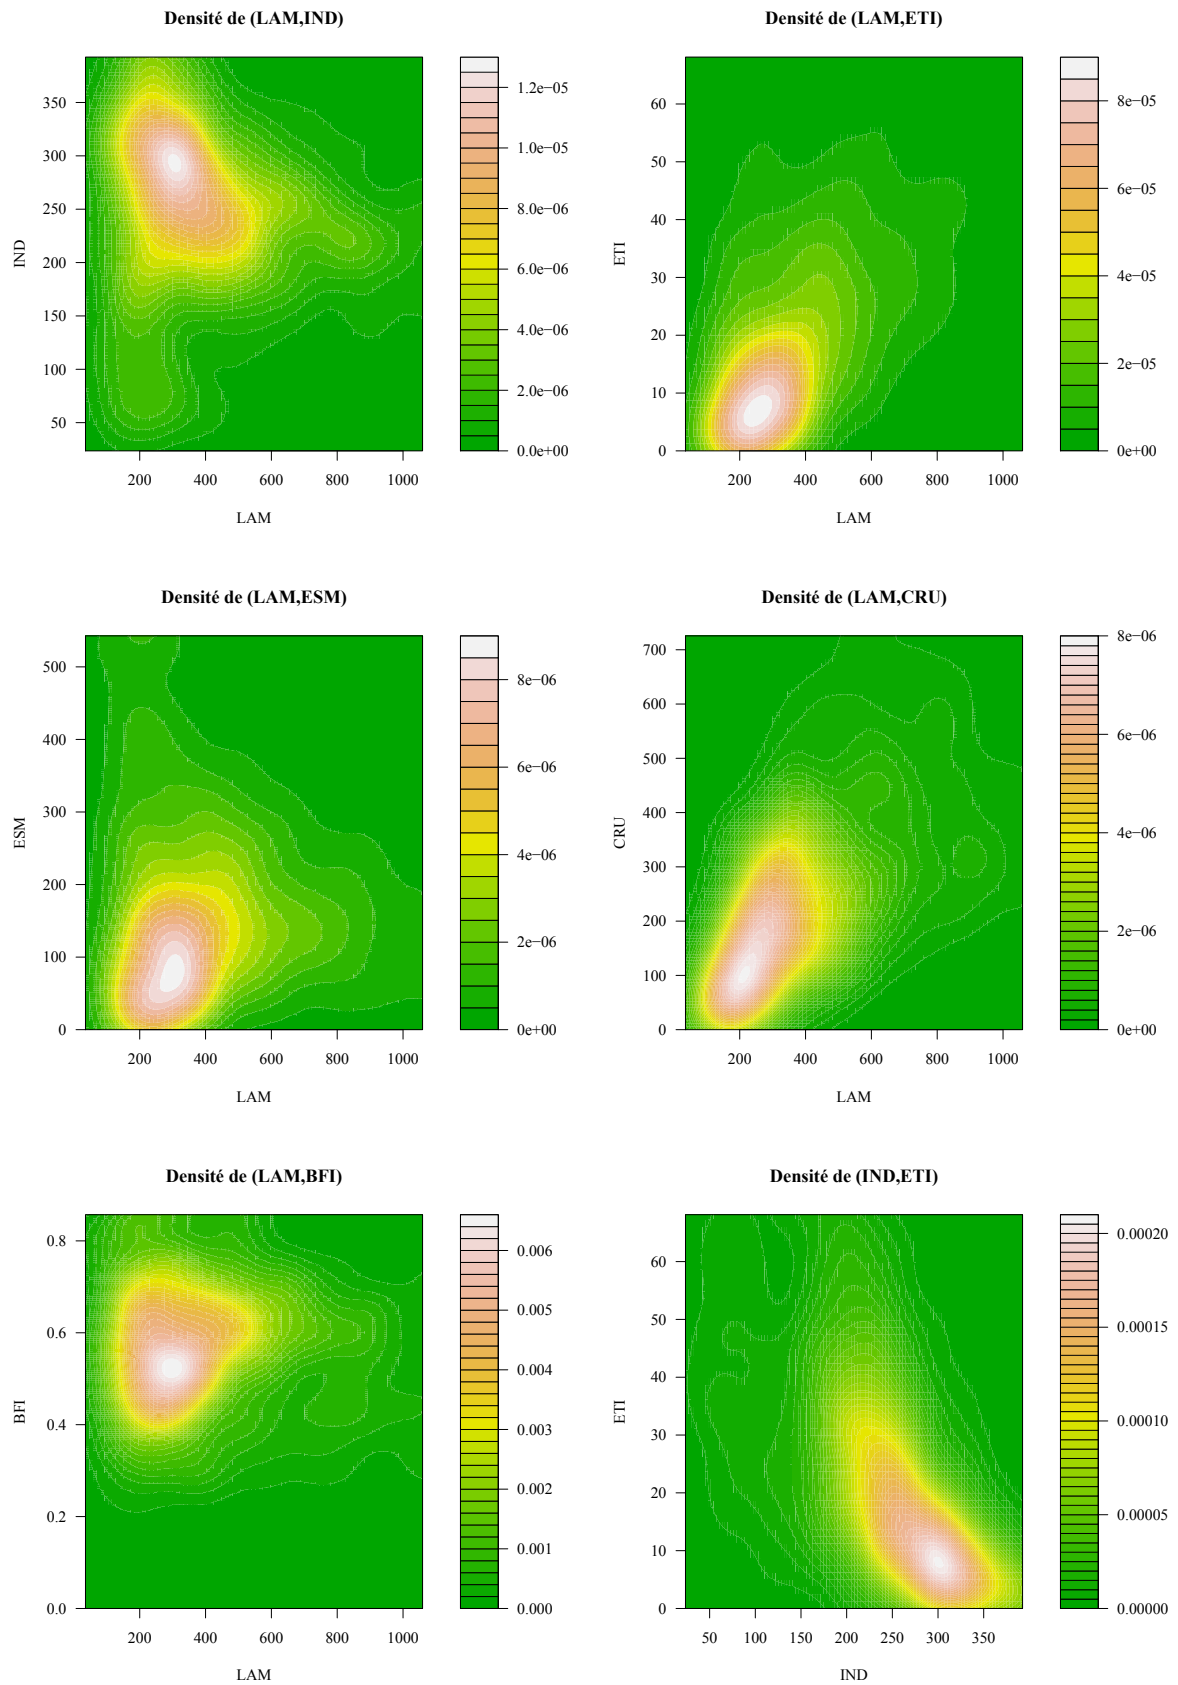 Densité de (LAM,IND)
350
300
250
200
150
100
50
IND
200 400 600 800 1000
LAM
1.2e−05
1.0e−05
8.0e−06
6.0e−06
4.0e−06
2.0e−06
0.0e+00
Densité de (LAM,ETI)
60
50
40
30
20
10
0
ETI
200 400 600 800 1000
LAM
8e−05
6e−05
4e−05
2e−05
0e+00
Densité de (LAM,ESM)
500
400
300
200
100
0
ESM
200 400 600 800 1000
LAM
8e−06
6e−06
4e−06
2e−06
0e+00
Densité de (LAM,CRU)
700
600
500
400
300
200
100
0
CRU
200 400 600 800 1000
LAM
8e−06
6e−06
4e−06
2e−06
0e+00
Densité de (LAM,BFI)
0.8
0.6
0.4
0.2
0.0
BFI
200 400 600 800 1000
LAM
0.006
0.005
0.004
0.003
0.002
0.001
0.000
Densité de (IND,ETI)
60
50
40
30
20
10
0
ETI
50 100 150 200 250 300 350
IND
0.00020
0.00015
0.00010
0.00005
0.00000